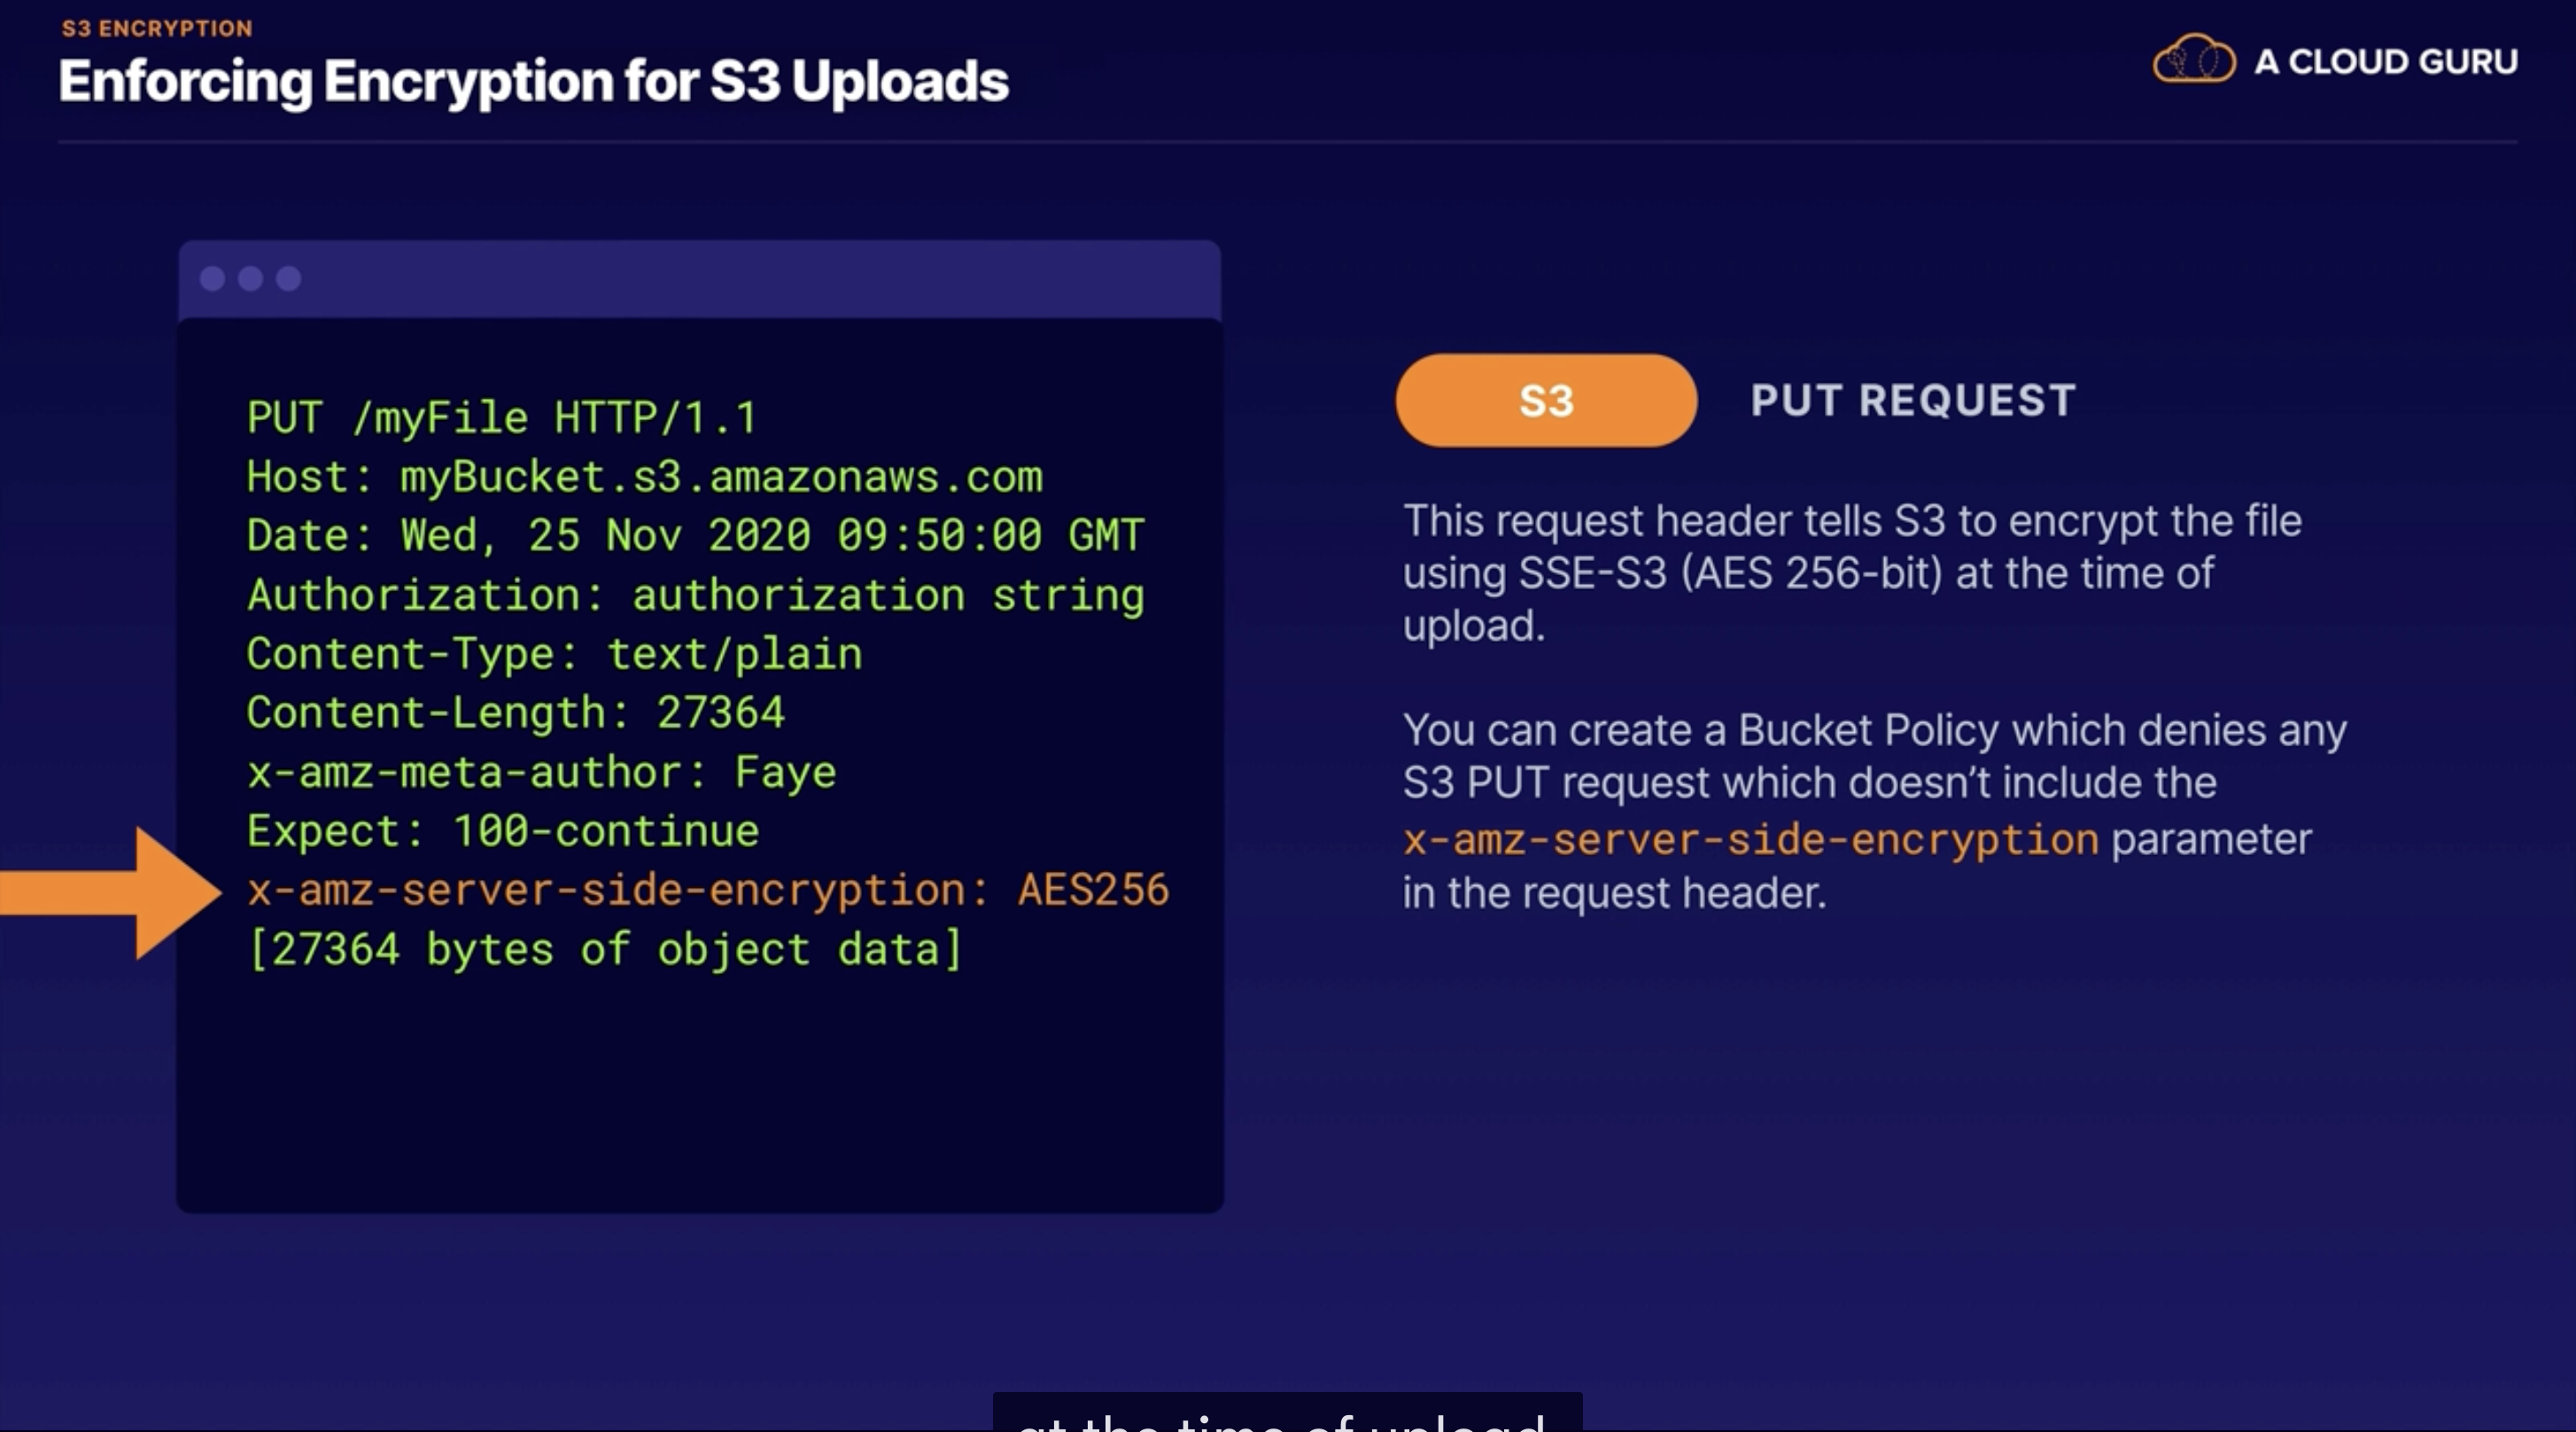 S3 ENCRYPTION
Enforcing Encryption for S3 Uploads
A CLOUD GURU
PUT /myFile HTTP/1.1
Host: myBucket.s3.amazonaws.com
Date: Wed, 25 Nov 2020 09:50:00 GMT
Authorization: authorization string
Content-Type: text/plain
Content-Length: 27364
x-amz-meta-author: Faye
Expect: 100-continue
x-amz-server-side-encryption: AES256
[27364 bytes of object data]
S3 PUT REQUEST
This request header tells S3 to encrypt the file
using SSE-S3 (AES 256-bit) at the time of
upload.
You can create a Bucket Policy which denies any
S3 PUT request which doesn’t include the
x-amz-server-side-encryption parameter
in the request header.
at the time of upload